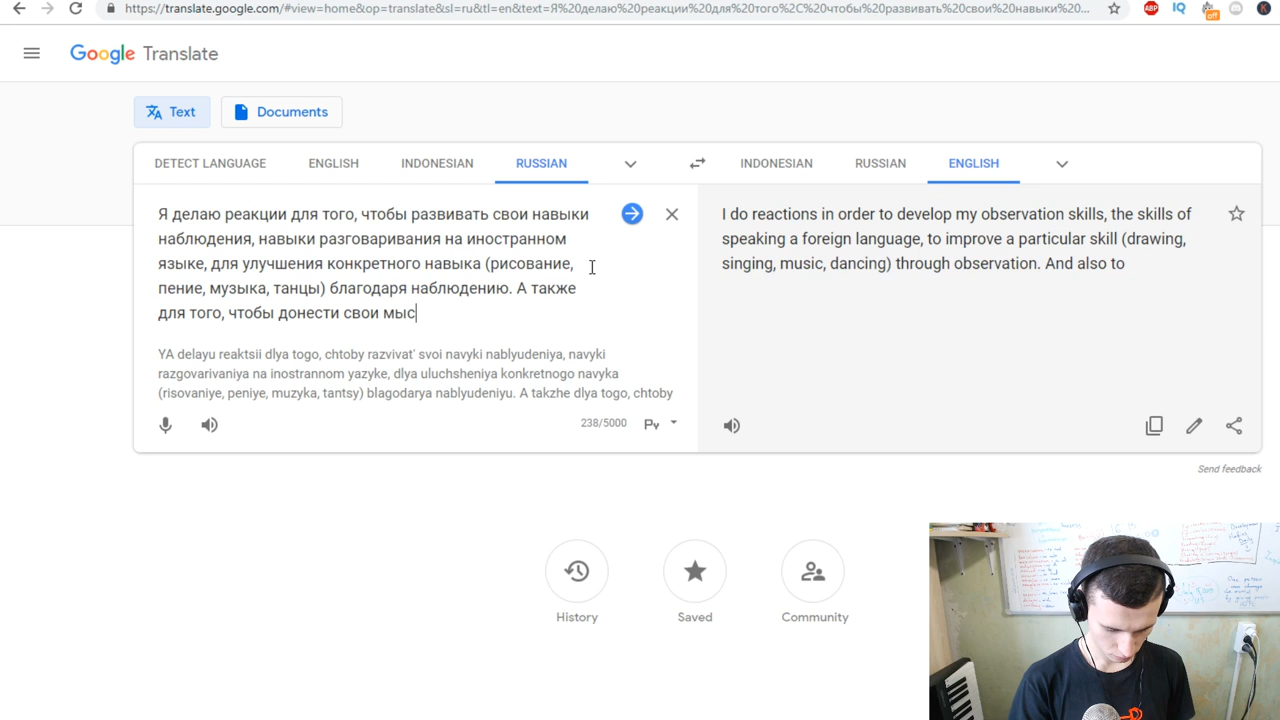 https://translate.google.com/#view=home&op=translate&sl=ru&tl=en&text=Я%20делаю%20реакции%20для%20того%2C%20чтобы%20развивать%20свои%20навыки%20...
ABP
IQ
off
K
Google Translate
Text
Documents
DETECT LANGUAGE
ENGLISH
INDONESIAN
RUSSIAN
INDONESIAN
RUSSIAN
ENGLISH
Я делаю реакции для того, чтобы развивать свои навыки
наблюдения, навыки разговаривания на иностранном
языке, для улучшения конкретного навыка (рисование,
пение, музыка, танцы) благодаря наблюдению. А также
для того, чтобы донести свои мыс
YA delayu reaktsii dlya togo, chtoby razvivat' svoi navyki nablyudeniya, navyki
razgovarivaniya na inostrannom yazyke, dlya uluchsheniya konkretnogo navyka
(risovaniye, peniye, muzyka, tantsy) blagodarya nablyudeniyu. A takzhe dlya togo, chtoby
238/5000
Ру
I do reactions in order to develop my observation skills, the skills of
speaking a foreign language, to improve a particular skill (drawing,
singing, music, dancing) through observation. And also to
Send feedback
History
Saved
Community